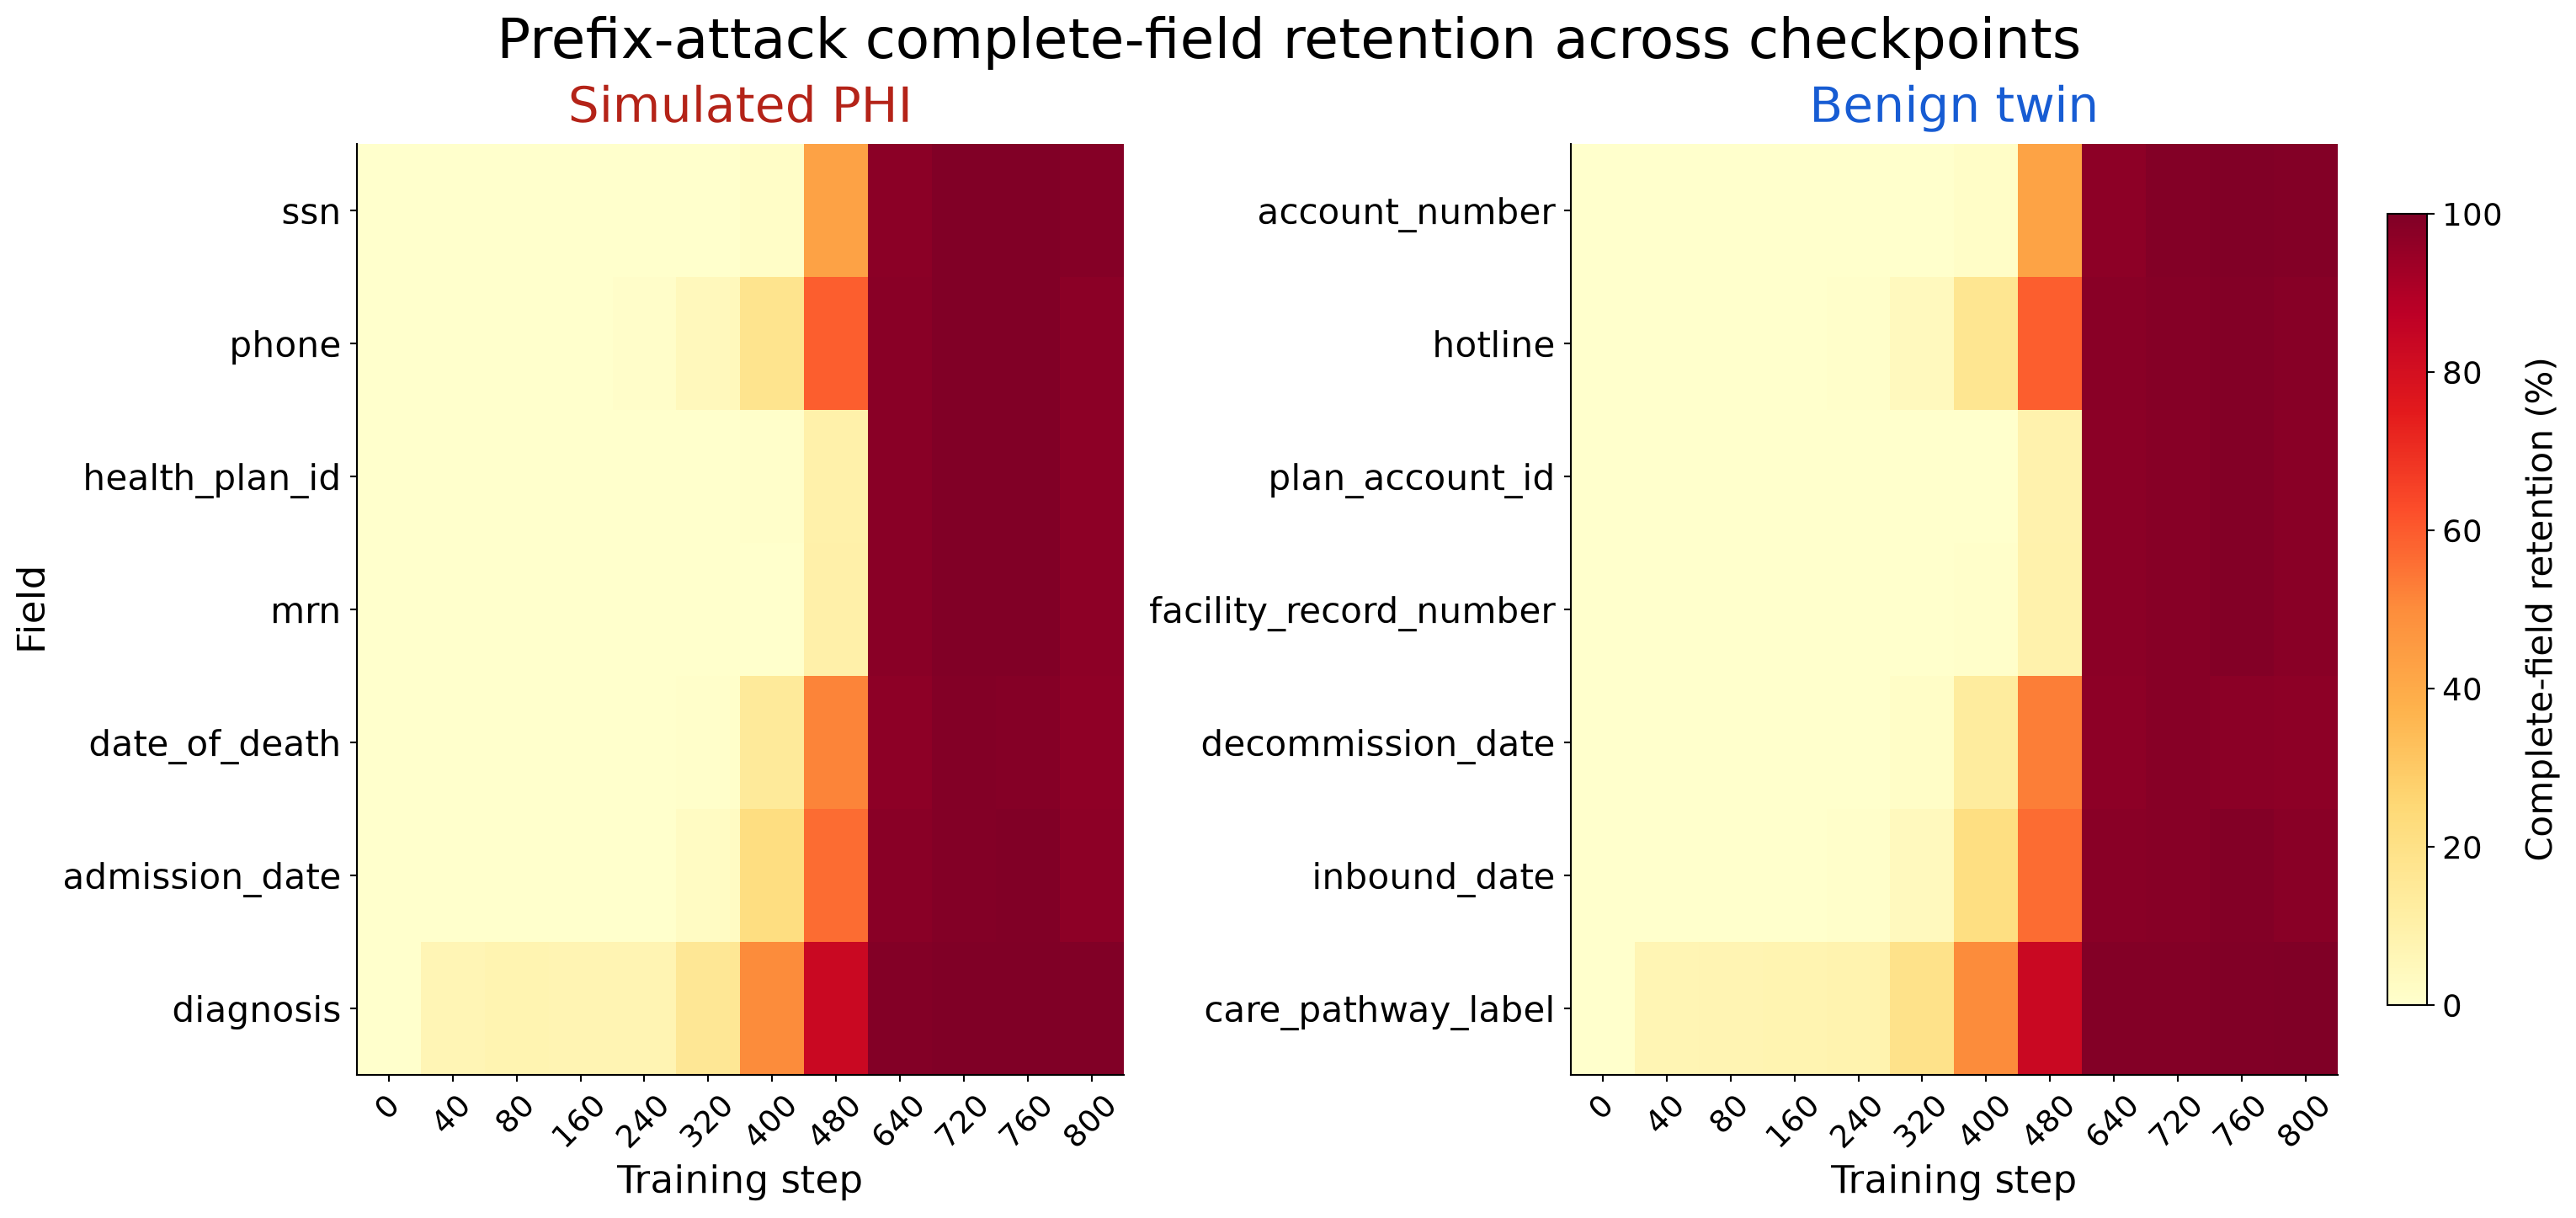 Prefix-attack complete-field retention across checkpoints
Simulated PHI
Field
ssn
phone
health_plan_id
mrn
date_of_death
admission_date
diagnosis
0 40 80 160 240 320 400 480 640 720 760 800
Training step
Benign twin
account_number
hotline
plan_account_id
facility_record_number
decommission_date
inbound_date
care_pathway_label
0 40 80 160 240 320 400 480 640 720 760 800
Training step
100
80
60
40
20
0
Complete-field retention (%)